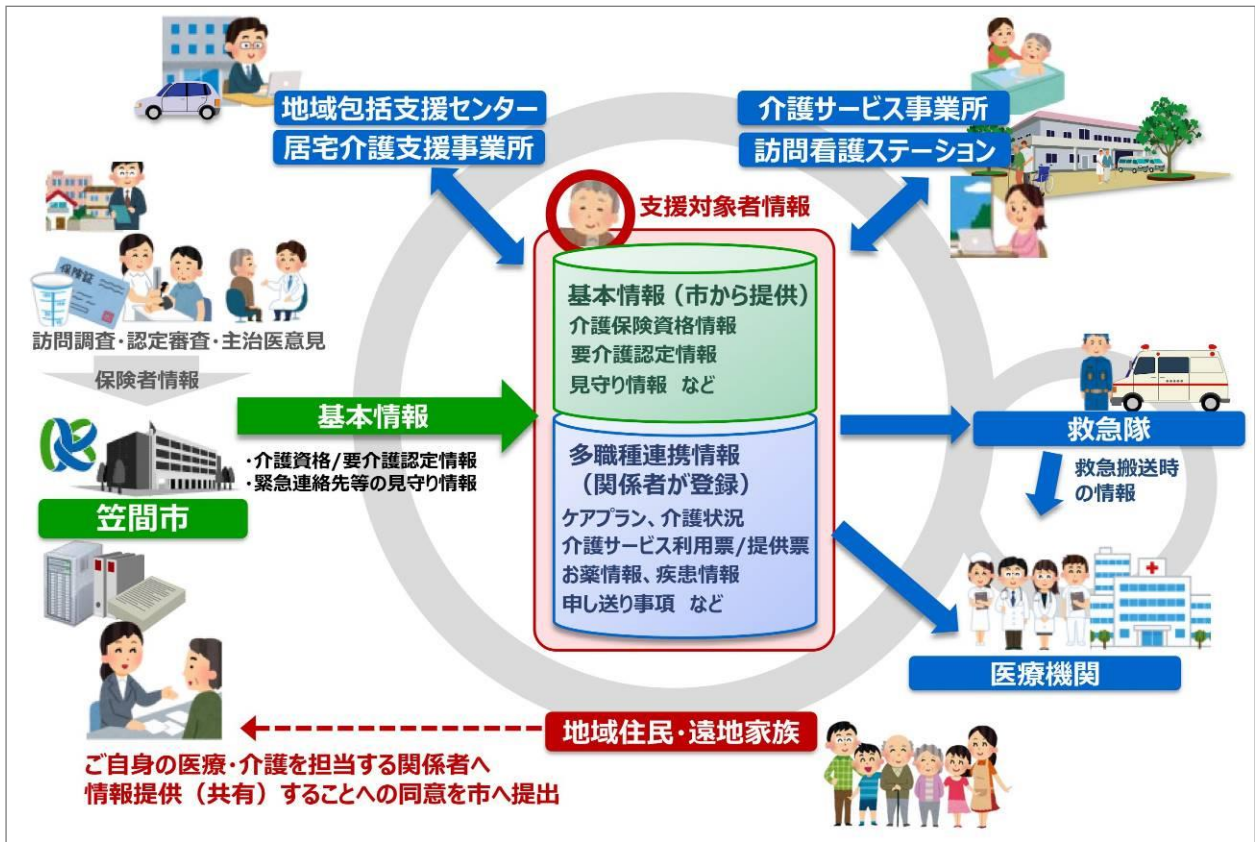 地域包括支援センター
居宅介護支援事業所
介護サービス事業所
訪問看護ステーション
支援対象者情報
基本情報（市から提供）
介護保険資格情報
要介護認定情報
見守り情報 など
多職種連携情報
（関係者が登録）
ケアプラン、介護状況
介護サービス利用票/提供票
お薬情報、疾患情報
申し送り事項 など
保険証
訪問調査・認定審査・主治医意見
保険者情報
基本情報
・介護資格/要介護認定情報
・緊急連絡先等の見守り情報
笠間市
救急隊
救急搬送時
の情報
医療機関
地域住民・遠地家族
ご自身の医療・介護を担当する関係者へ
情報提供（共有）することへの同意を市へ提出